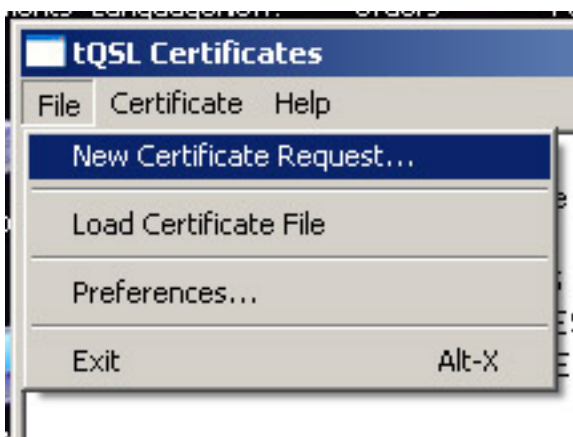 tQSL Certificates
File Certificate Help
New Certificate Request...
Load Certificate File
Preferences...
Exit Alt-X